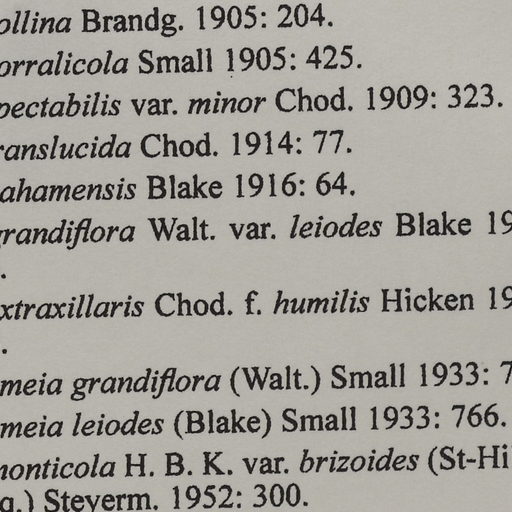 ollina Brandg. 1905: 204.
orralicola Small 1905: 425.
pectabilis var. minor Chod. 1909: 323.
ranslucida Chod. 1914: 77.
ahamensis Blake 1916: 64.
grandiflora Walt. var. leiodes Blake 19
.
xtraxillaris Chod. f. humilis Hicken 19
.
meia grandiflora (Walt.) Small 1933: 7
meia leiodes (Blake) Small 1933: 766.
monticola H. B. K. var. brizoides (St-Hi
q.) Steyerm. 1952: 300.